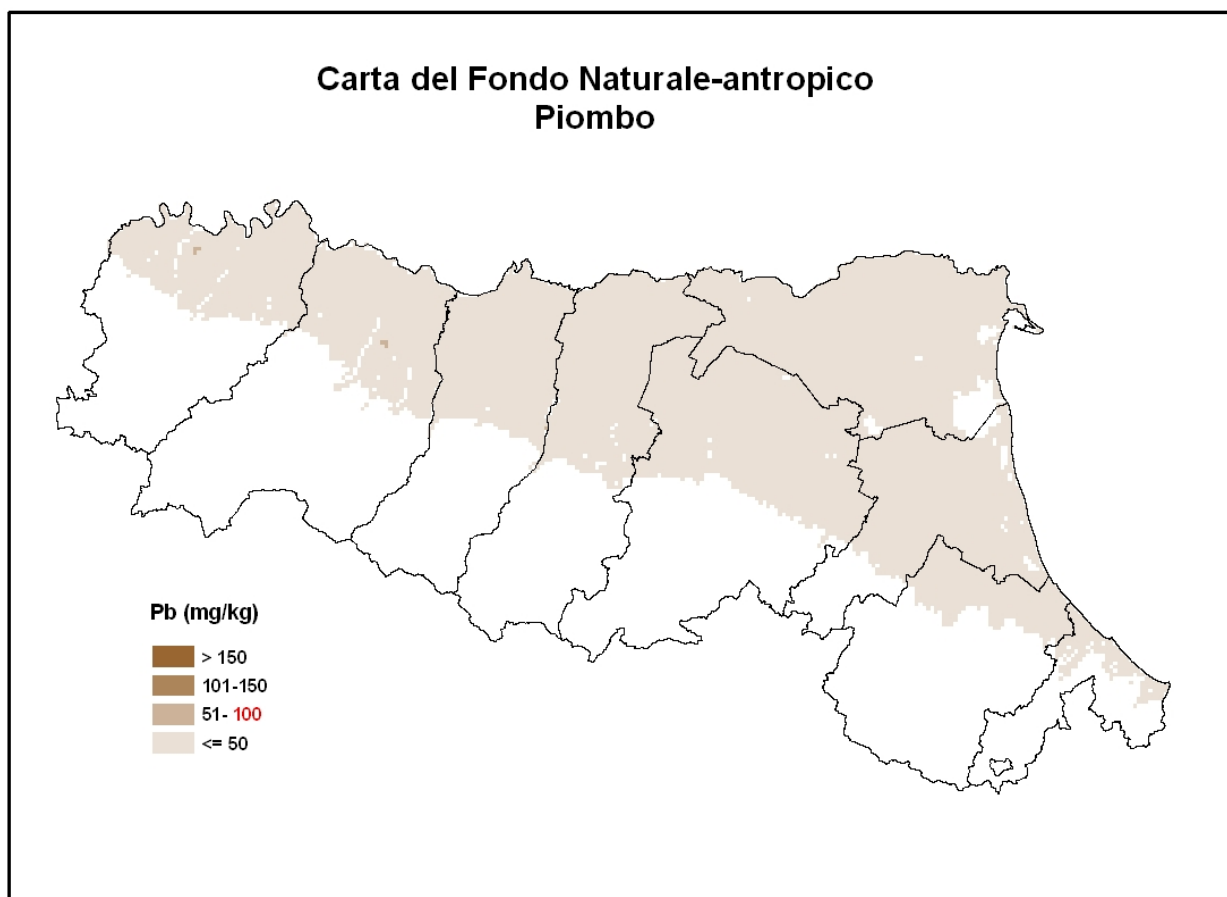 Carta del Fondo Naturale-antropico
Piombo
Pb (mg/kg)
> 150
101-150
51- 100
<= 50